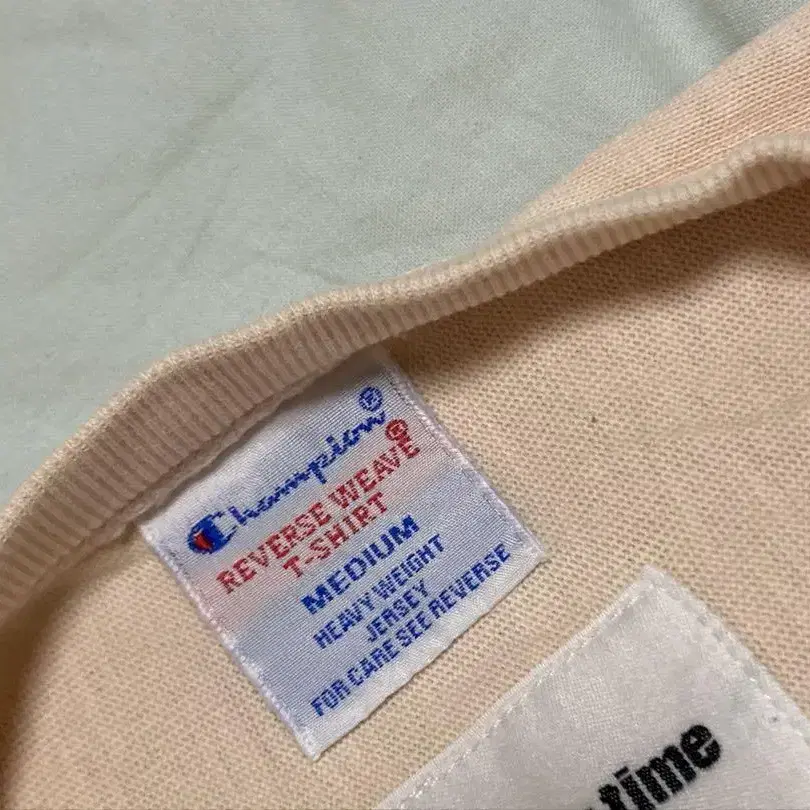 Champion®
REVERSE WEAVE®
T-SHIRT
MEDIUM
HEAVY WEIGHT
JERSEY
FOR CARE SEE REVERSE
time